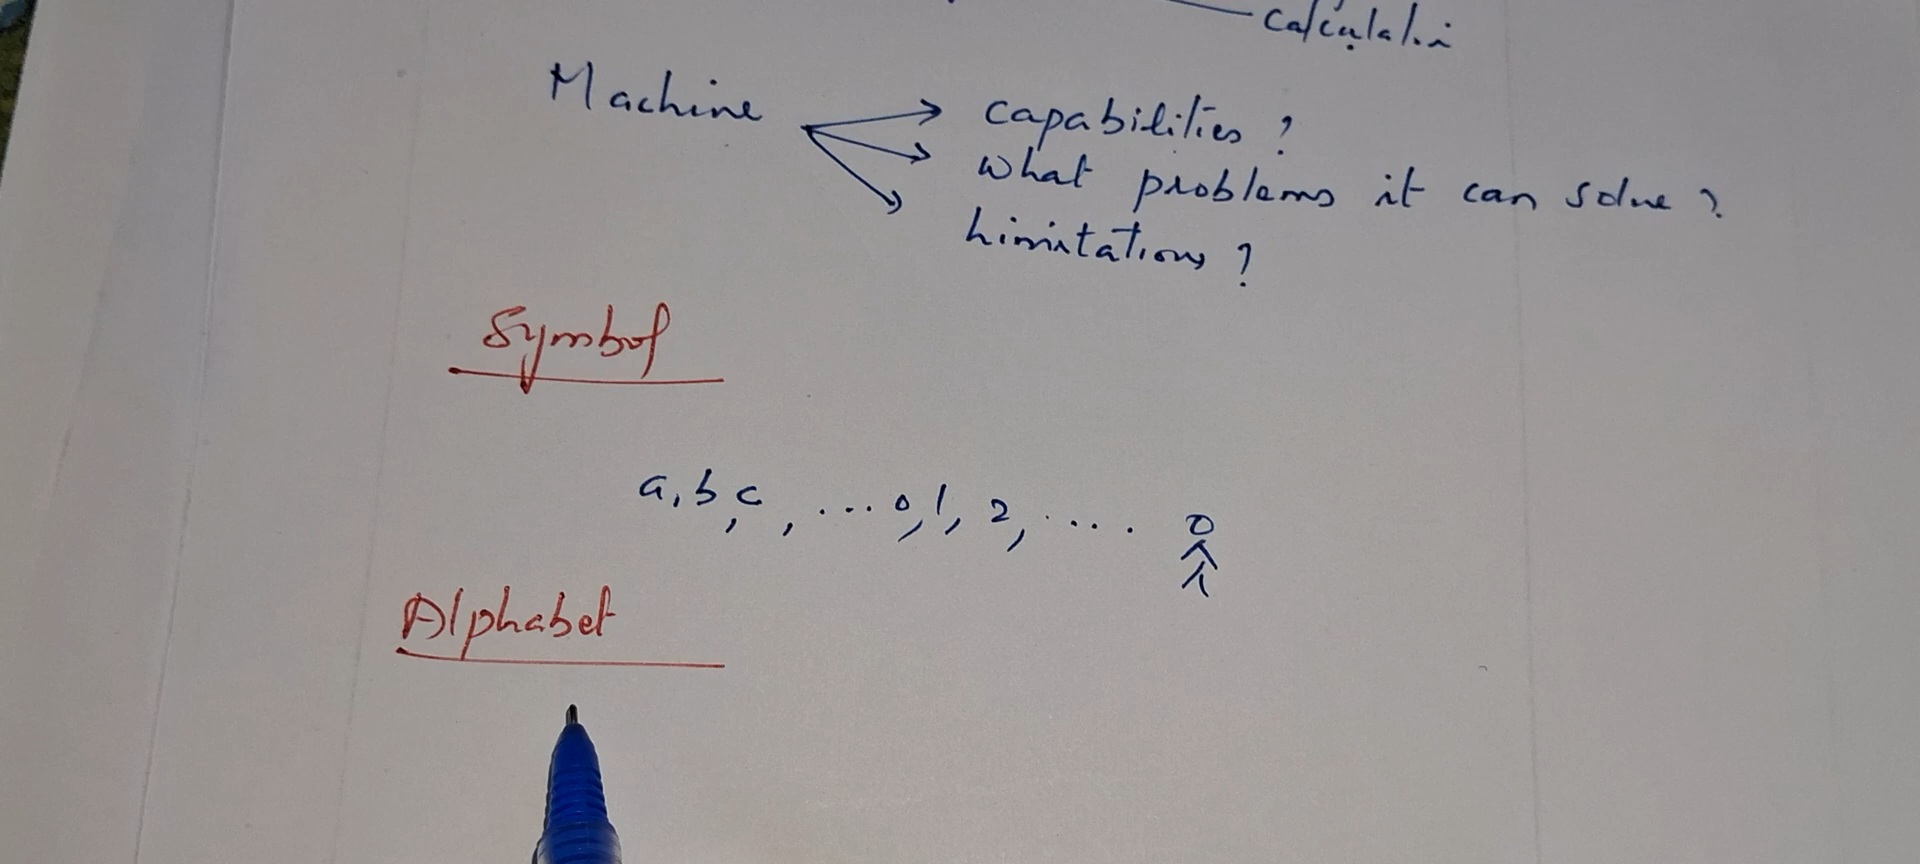 calculati
Machine
capabilities ?
what problems it can solve ?
Limitations ?
Symbol
a, b, c, ... 0, 1, 2, ....
Alphabet